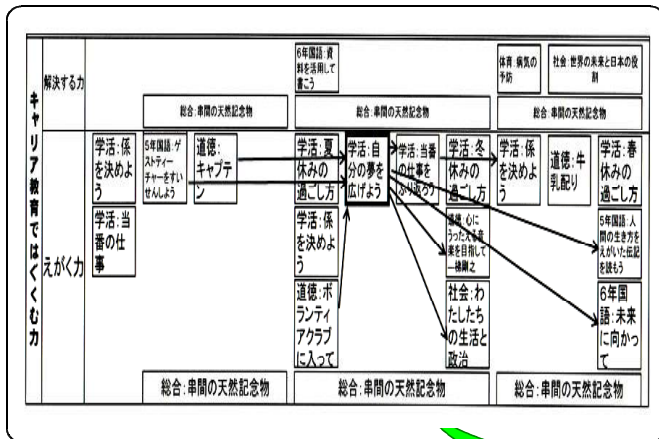 キャリア教育ではぐくむ力
解決する力
6年国語：資
料を活用して
書こう
体育：病気の
予防
社会：世界の未来と日本の役
割
総合：串間の天然記念物
総合：串間の天然記念物
総合：串間の天然記念物
えがく力
学活：係
を決めよ
う
学活：当
番の仕
事
5年国語：ゲ
ストティー
チャーをすい
せんしよう
道徳：
キャプテ
ン
学活：夏
休みの
過ごし方
学活：係
を決めよ
う
道徳：ボ
ランティ
アクラブ
に入って
学活：自
分の夢を
広げよう
学活：当番
の仕事を
ふり返ろう
学活：冬
休みの
過ごし方
道徳：心に
うったえる音
楽を目指して
―梯剛之
社会：わ
たしたち
の生活と
政治
学活：係
を決めよ
う
道徳：牛
乳配り
学活：春
休みの
過ごし方
5年国語：人
間の生き方を
えがいた伝記
を読もう
6年国
語：未来
に向かっ
て
総合：串間の天然記念物
総合：串間の天然記念物
総合：串間の天然記念物